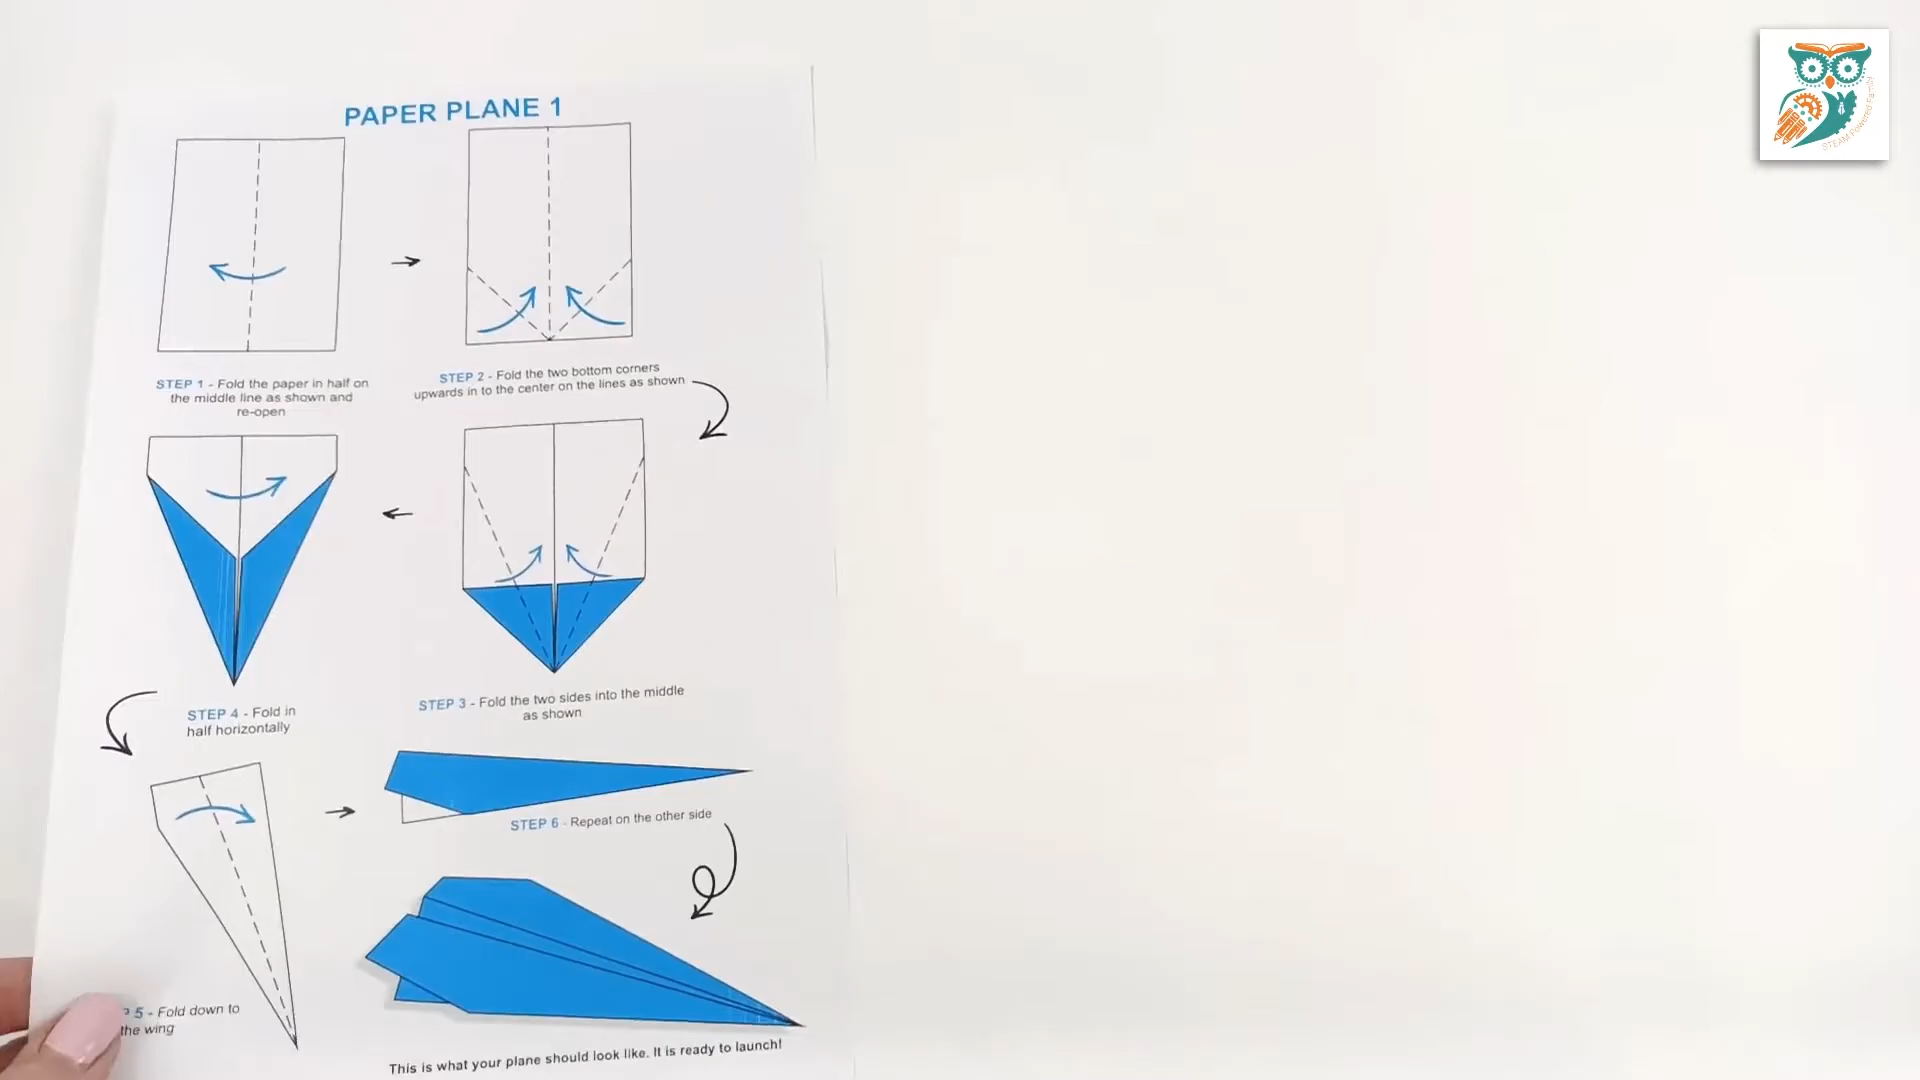 PAPER PLANE 1
STEP 1 - Fold the paper in half on
the middle line as shown and
re-open
STEP 2 - Fold the two bottom corners
upwards in to the center on the lines as shown
STEP 3 - Fold the two sides into the middle
as shown
STEP 4 - Fold in
half horizontally
5 - Fold down to
the wing
STEP 6 - Repeat on the other side
This is what your plane should look like. It is ready to launch!
STEAM Powered Family